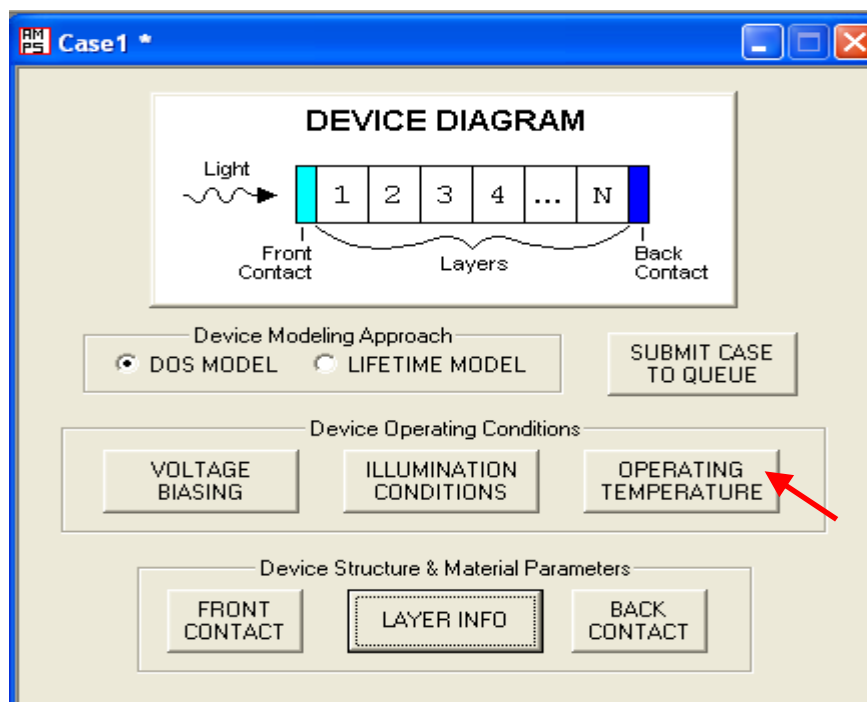 AMPS Case1 *
DEVICE DIAGRAM
Light
1 2 3 4 ... N
Front
Contact
Layers
Back
Contact
Device Modeling Approach
DOS MODEL LIFETIME MODEL
SUBMIT CASE
TO QUEUE
Device Operating Conditions
VOLTAGE
BIASING
ILLUMINATION
CONDITIONS
OPERATING
TEMPERATURE
Device Structure & Material Parameters
FRONT
CONTACT
LAYER INFO
BACK
CONTACT